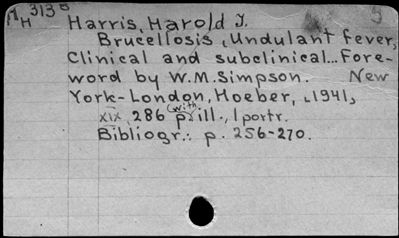 313
H
Harris, Harold J.
Brucellosis (Undulant fever)
Clinical and subclinical... Fore-
word by W.M. Simpson. New
York-London, Hoeber, 1941,
xix, 286 p. with ill., 1 portr.
Bibliogr.: p. 256-270.